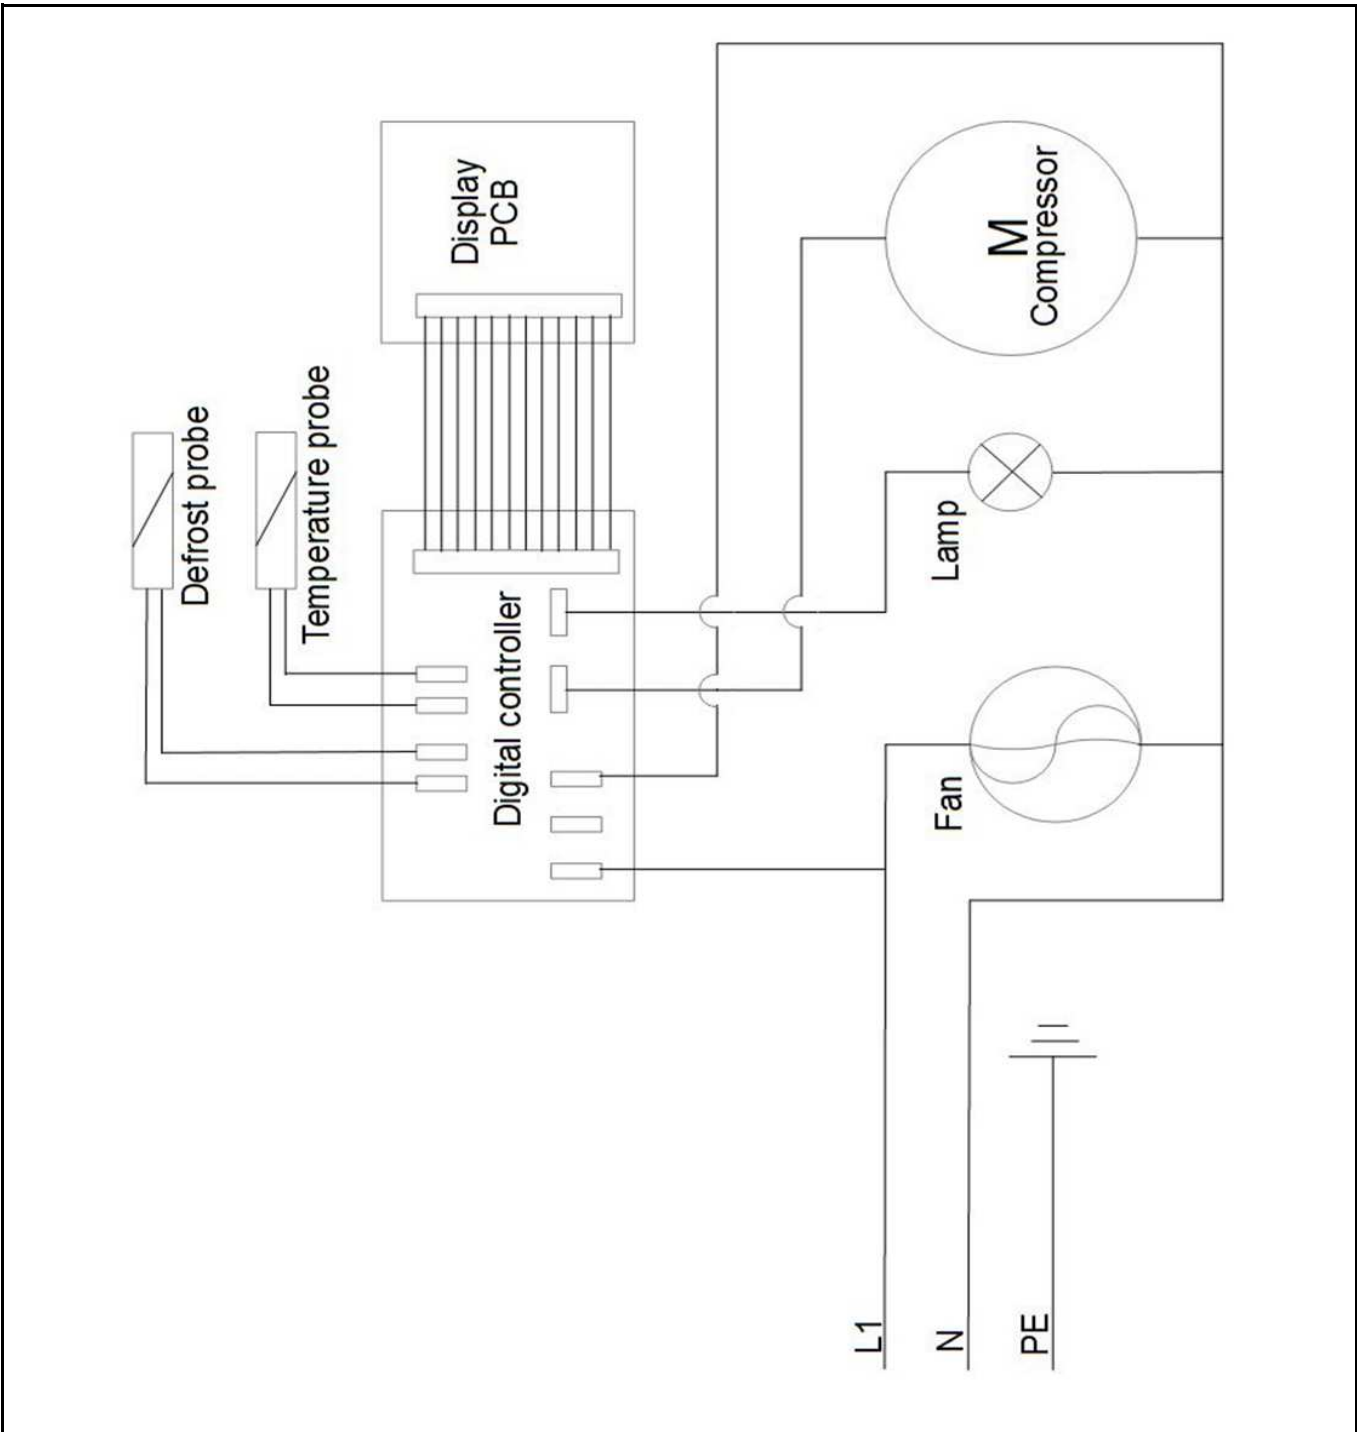 Defrost probe
Temperature probe
Display
PCB
Digital controller
M
Compressor
Lamp
Fan
L1
N
PE